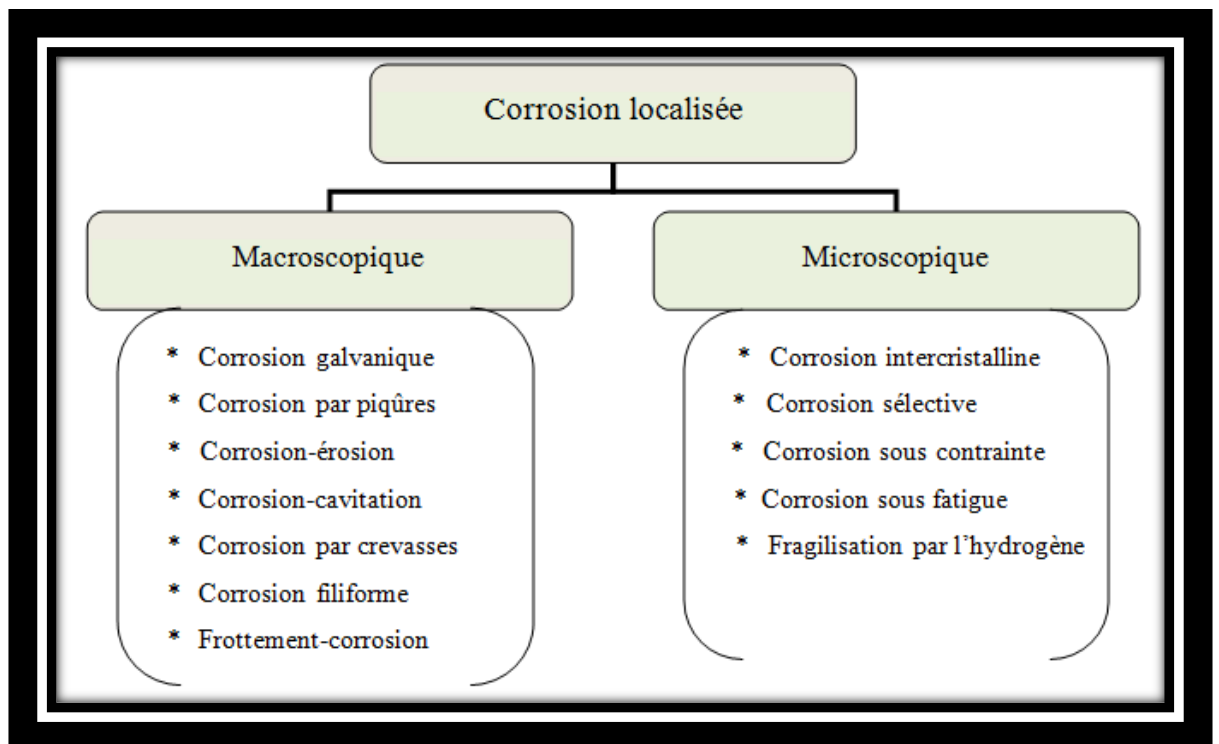 Corrosion localisée
Macroscopique
* Corrosion galvanique
* Corrosion par piqûres
* Corrosion-érosion
* Corrosion-cavitation
* Corrosion par crevasses
* Corrosion filiforme
* Frottement-corrosion
Microscopique
* Corrosion intercristalline
* Corrosion sélective
* Corrosion sous contrainte
* Corrosion sous fatigue
* Fragilisation par l’hydrogène